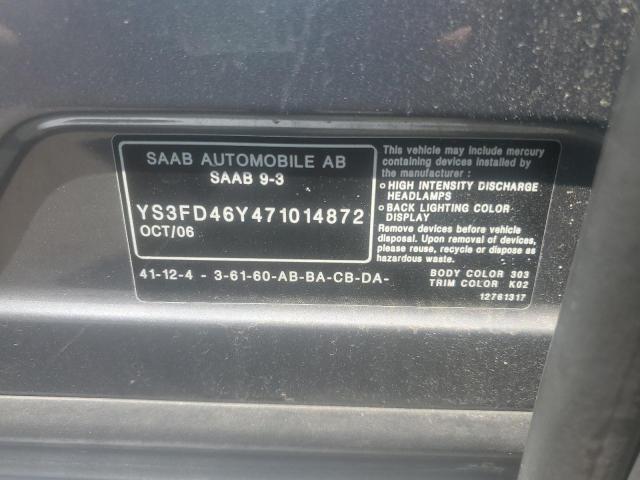 SAAB AUTOMOBILE AB
SAAB 9-3
YS3FD46Y471014872
OCT/06
41-12-4 - 3-61-60-AB-BA-CB-DA-
This vehicle may include mercury
containing devices installed by
the manufacturer :
o HIGH INTENSITY DISCHARGE
HEADLAMPS
o BACK LIGHTING COLOR
DISPLAY
Remove devices before vehicle
disposal. Upon removal of devices,
please reuse, recycle or dispose as
hazardous waste.
BODY COLOR 303
TRIM COLOR K02
12761317